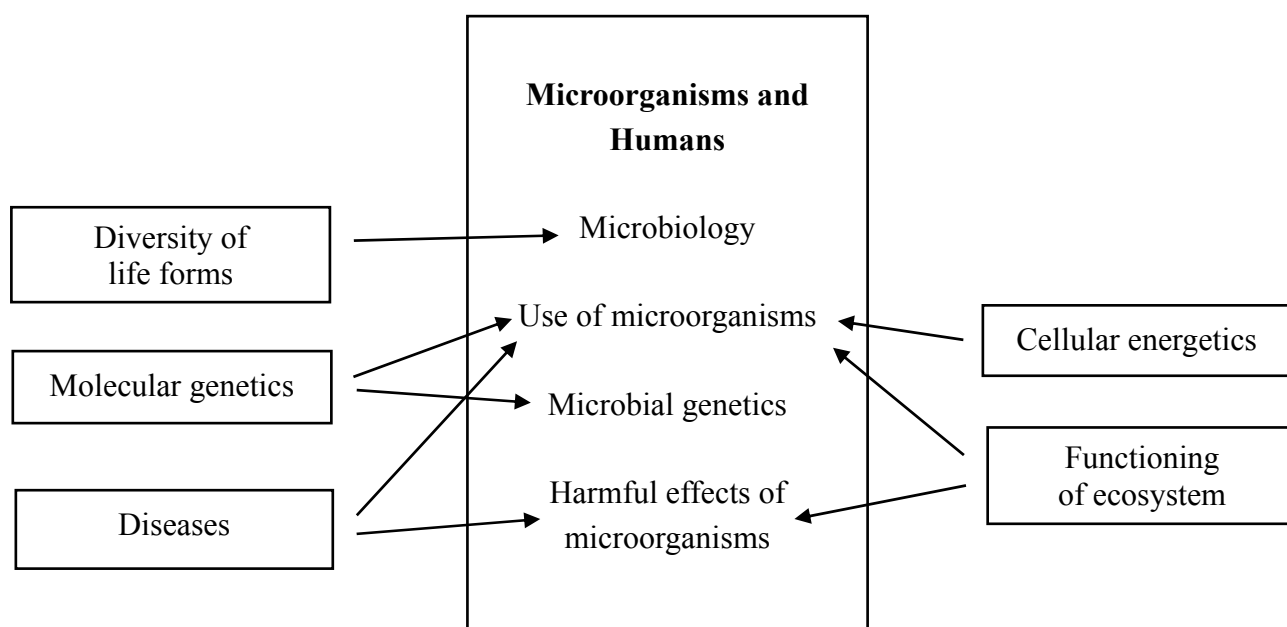 Microorganisms and
Humans
Diversity of
life forms
Microbiology
Use of microorganisms
Cellular energetics
Molecular genetics
Microbial genetics
Functioning
of ecosystem
Diseases
Harmful effects of
microorganisms